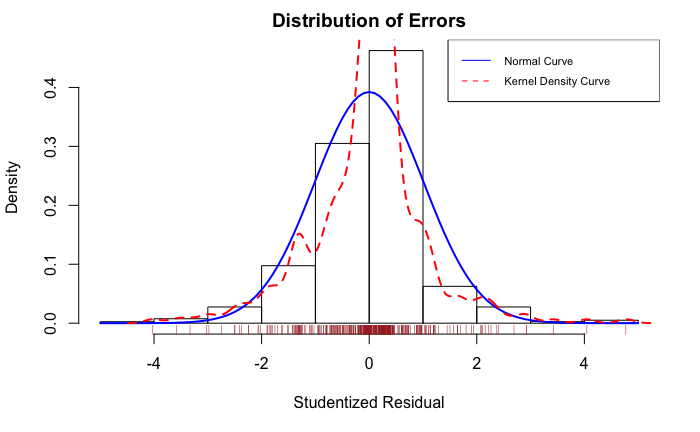 Distribution of Errors
Normal Curve
Kernel Density Curve
Density
0.4
0.3
0.2
0.1
0.0
-4 -2 0 2 4
Studentized Residual